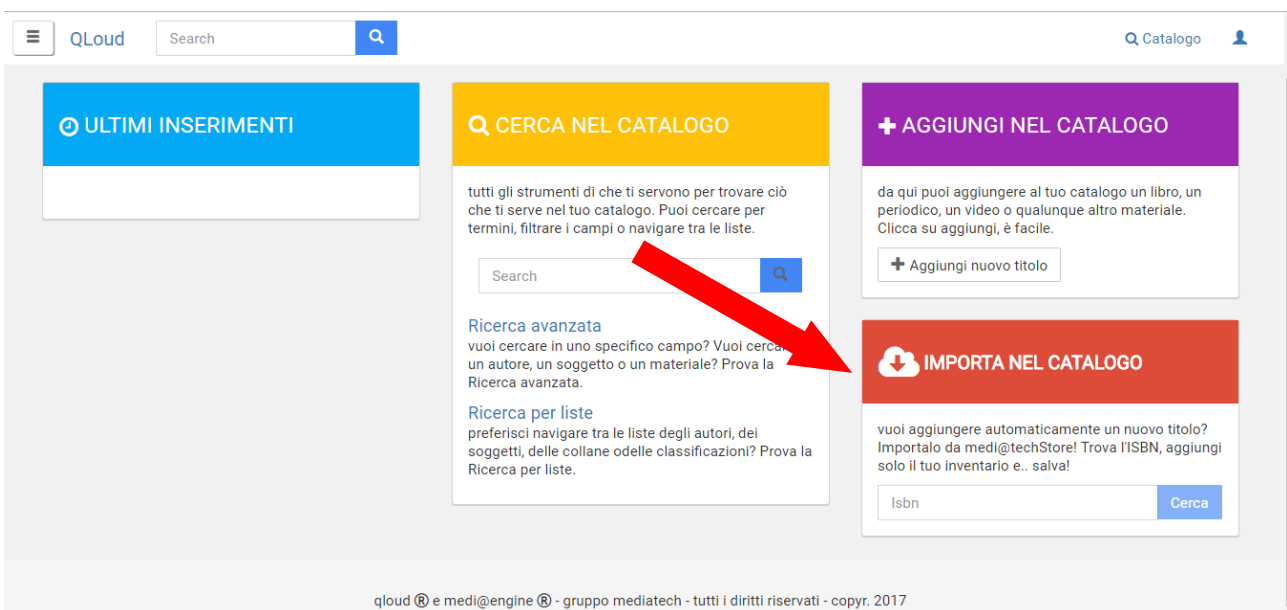 QLoud
Search
Catalogo
ULTIMI INSERIMENTI
CERCA NEL CATALOGO
tutti gli strumenti di che ti servono per trovare ciò
che ti serve nel tuo catalogo. Puoi cercare per
termini, filtrare i campi o navigare tra le liste.
Search
Ricerca avanzata
vuoi cercare in uno specifico campo? Vuoi cerca
un autore, un soggetto o un materiale? Prova la
Ricerca avanzata.
Ricerca per liste
preferisci navigare tra le liste degli autori, dei
soggetti, delle collane odelle classificazioni? Prova la
Ricerca per liste.
AGGIUNGI NEL CATALOGO
da qui puoi aggiungere al tuo catalogo un libro, un
periodico, un video o qualunque altro materiale.
Clicca su aggiungi, è facile.
Aggiungi nuovo titolo
IMPORTA NEL CATALOGO
vuoi aggiungere automaticamente un nuovo titolo?
Importalo da medi@techStore! Trova l'ISBN, aggiungi
solo il tuo inventario e.. salva!
Isbn
Cerca
qloud ® e medi@engine ® - gruppo mediatech - tutti i diritti riservati - copyr. 2017